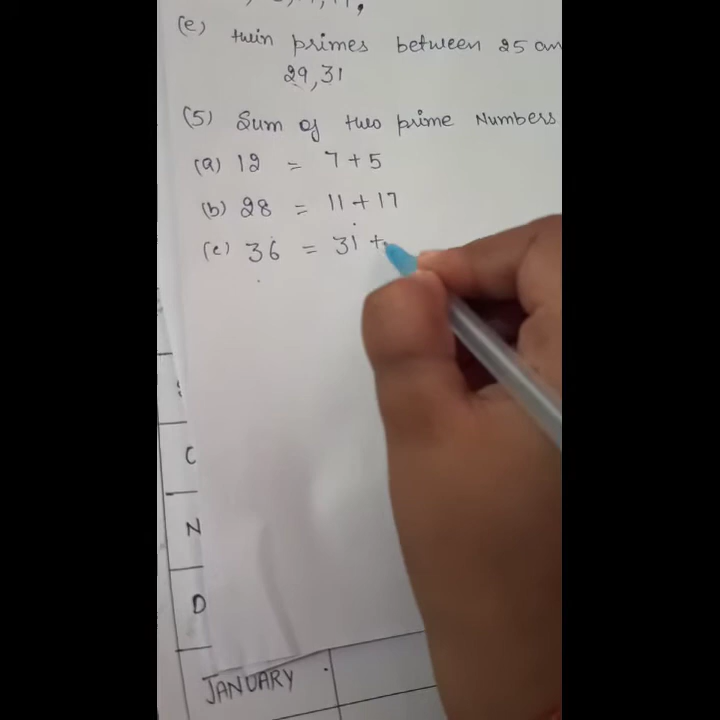 (e) twin primes between 25
29,31
(5) Sum of two prime Numbers
(a) 12 = 7+5
(b) 28 = 11+17
(c) 36 = 31+
C
N
D
JANUARY